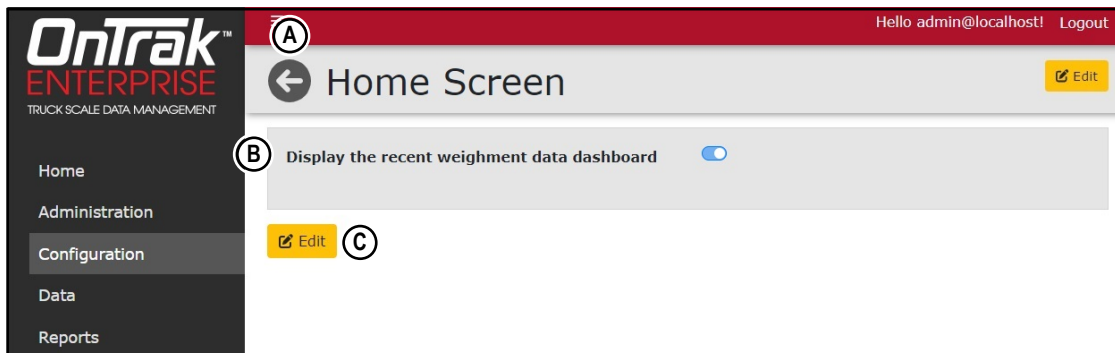 OnTrak™
ENTERPRISE
TRUCK SCALE DATA MANAGEMENT
A
Hello admin@localhost! Logout
Home Screen
Edit
B
Display the recent weighment data dashboard
Edit
C
Home
Administration
Configuration
Data
Reports